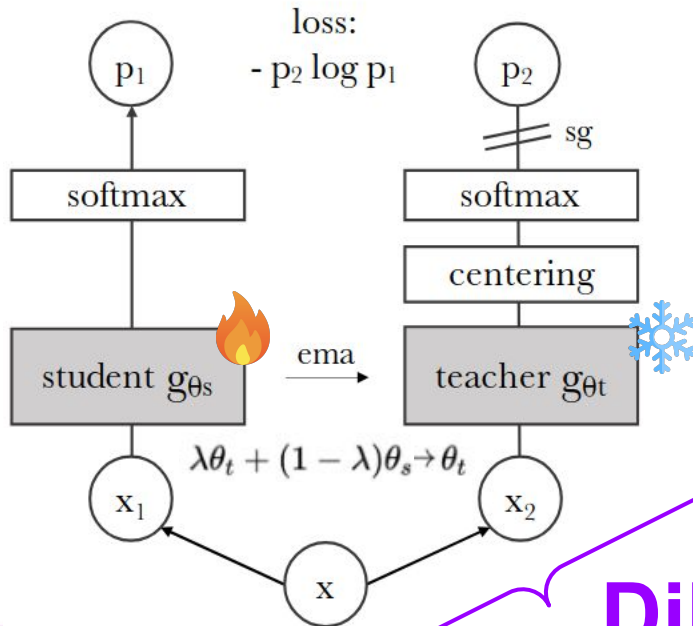 loss:
- p₂ log p₁
p₁
p₂
sg
softmax
softmax
centering
student gθs
ema
teacher gθt
λθₜ + (1 − λ)θₛ→θₜ
x₁
x₂
x